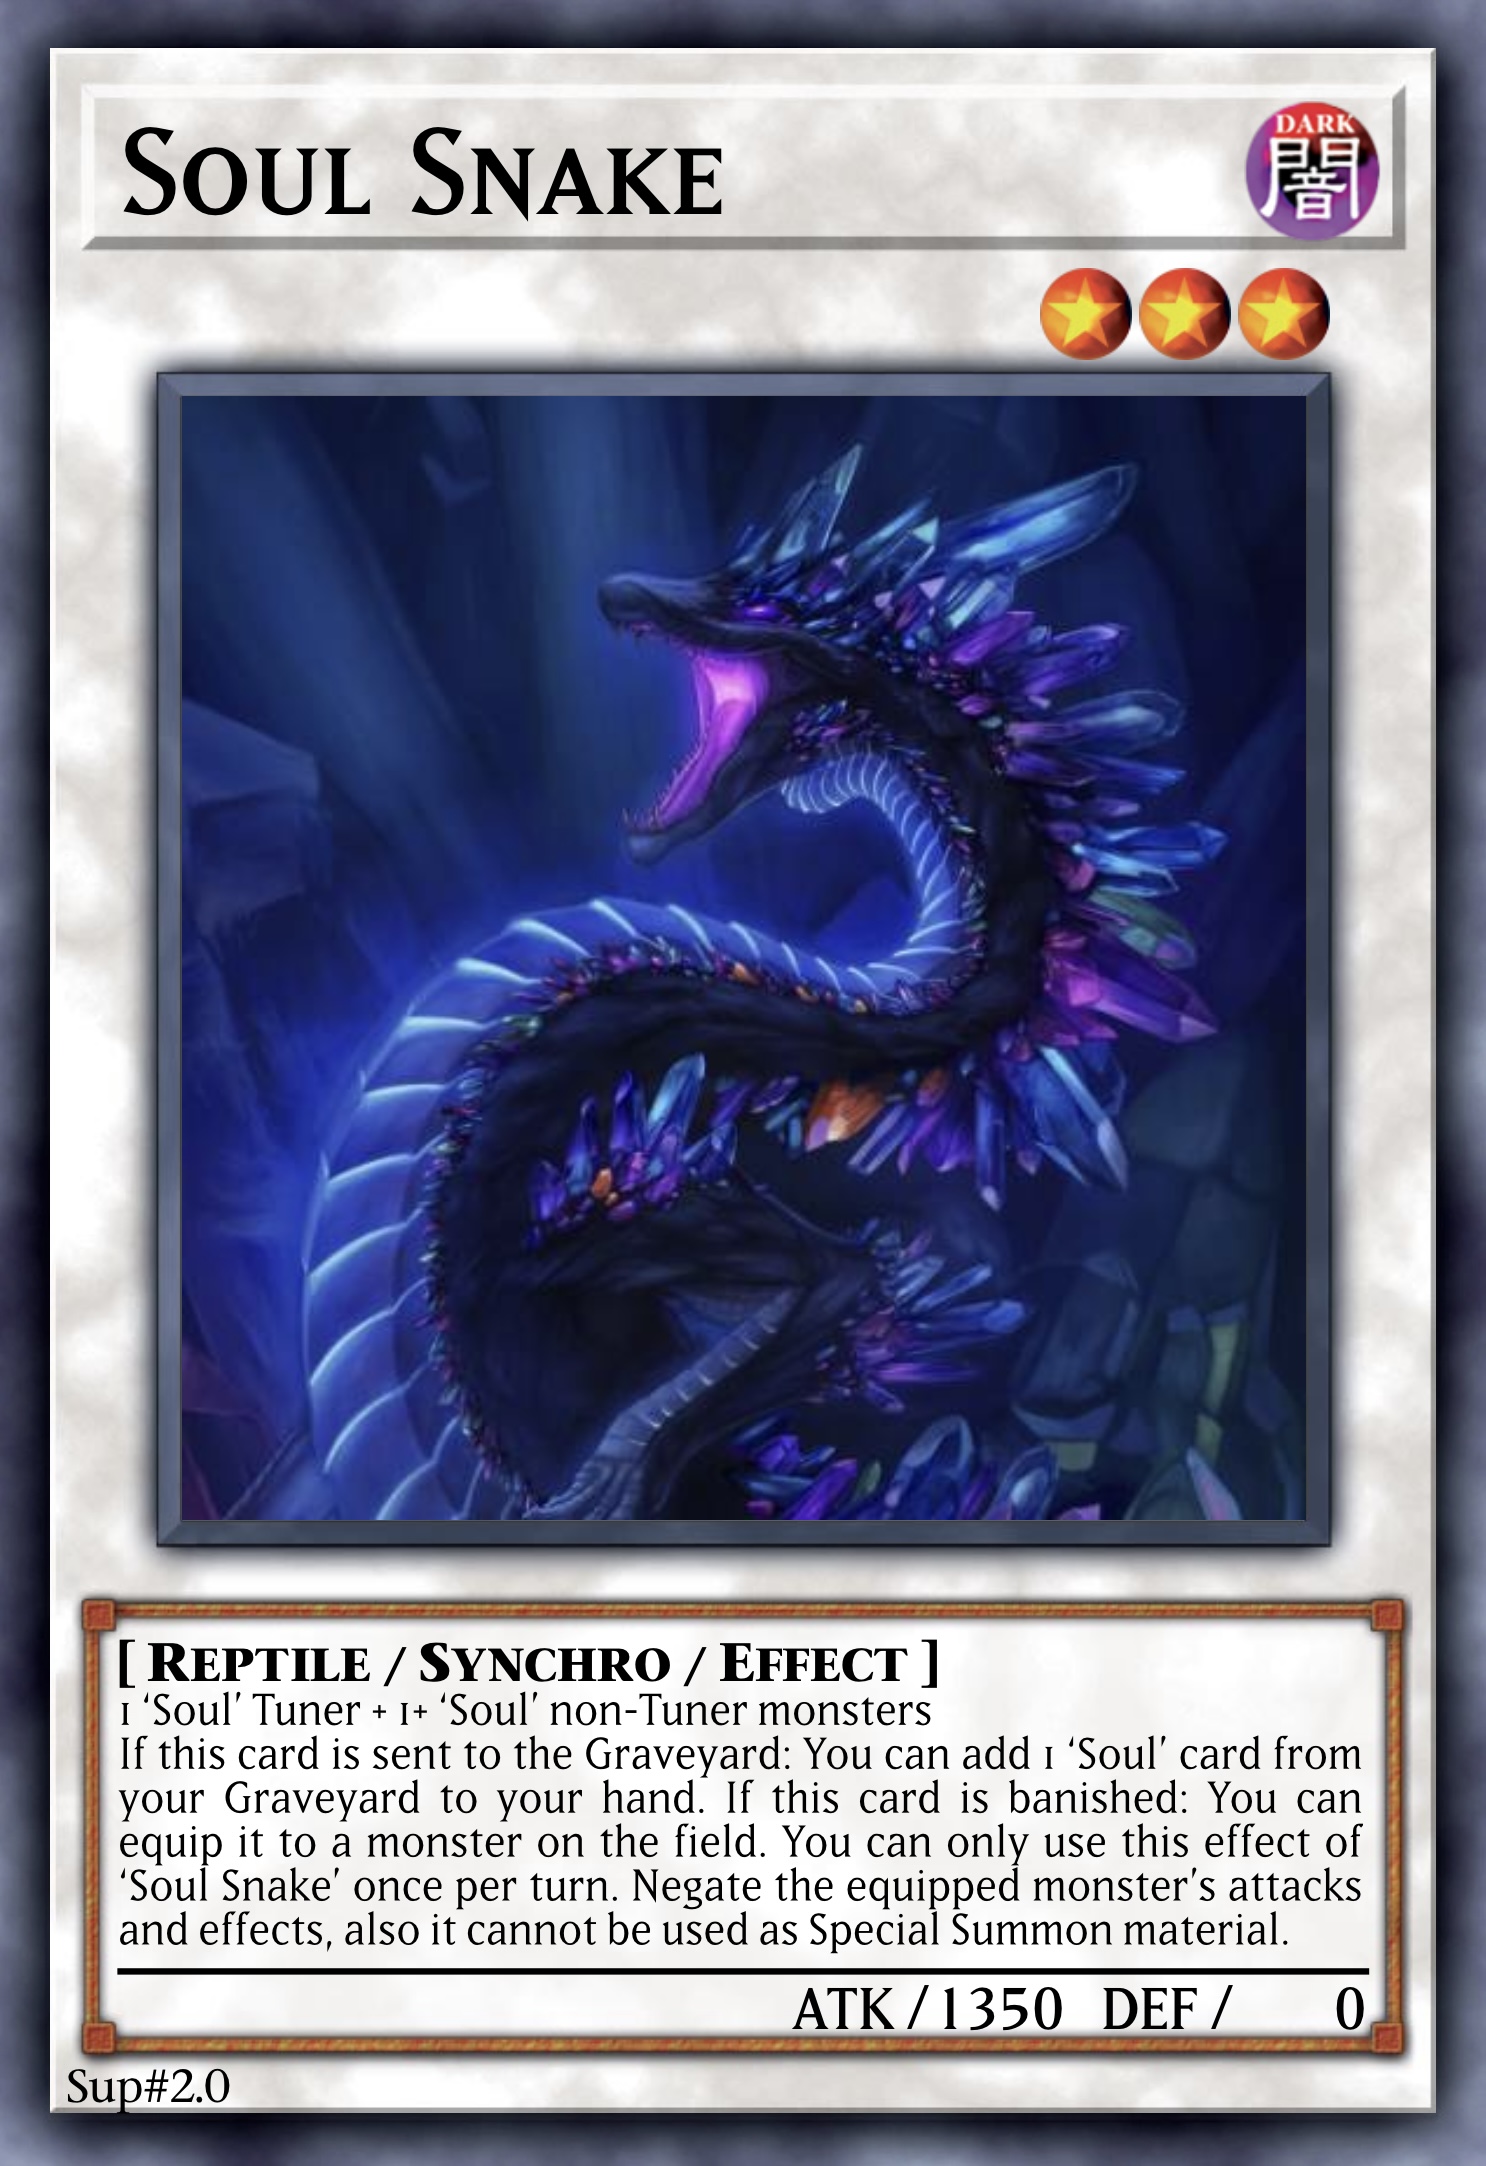 Soul Snake
DARK
闇
[ Reptile / Synchro / Effect ]
1 ‘Soul’ Tuner + 1+ ‘Soul’ non-Tuner monsters
If this card is sent to the Graveyard: You can add 1 ‘Soul’ card from
your Graveyard to your hand. If this card is banished: You can
equip it to a monster on the field. You can only use this effect of
‘Soul Snake’ once per turn. Negate the equipped monster’s attacks
and effects, also it cannot be used as Special Summon material.
ATK / 1350 DEF / 0
Sup#2.0